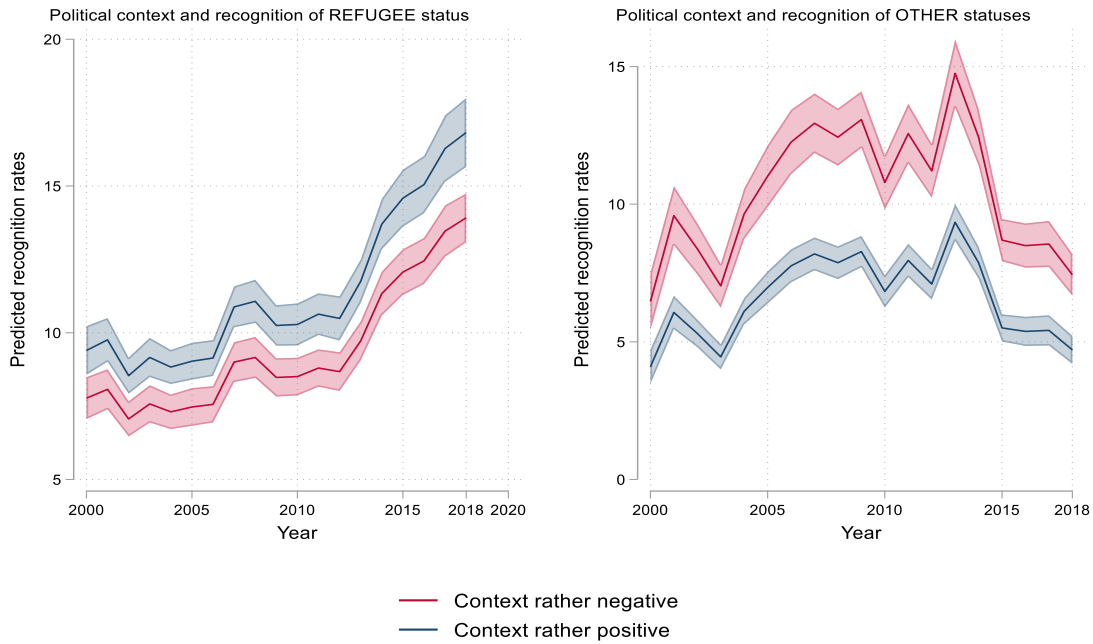 Political context and recognition of REFUGEE status
Predicted recognition rates
20
15
10
5
2000 2005 2010 2015 2018 2020
Year
Political context and recognition of OTHER statuses
Predicted recognition rates
15
10
5
0
2000 2005 2010 2015 2018
Year
Context rather negative
Context rather positive